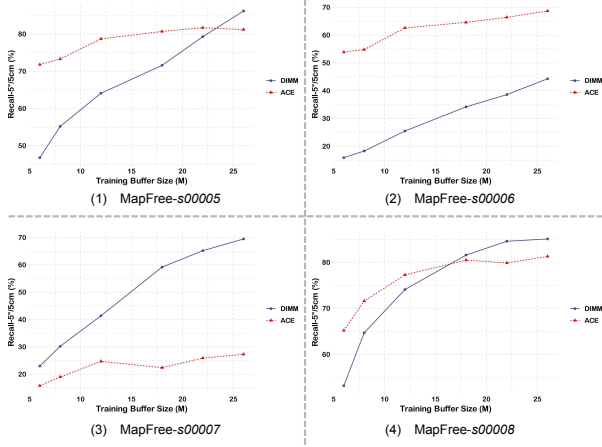 80
70
60
50
Recall-5°/5cm (%)
5 10 15 20 25
Training Buffer Size (M)
DIMM
ACE
(1) MapFree-s00005
70
60
50
40
30
20
Recall-5°/5cm (%)
5 10 15 20 25
Training Buffer Size (M)
DIMM
ACE
(2) MapFree-s00006
70
60
50
40
30
20
Recall-5°/5cm (%)
5 10 15 20 25
Training Buffer Size (M)
DIMM
ACE
(3) MapFree-s00007
80
70
60
Recall-5°/5cm (%)
5 10 15 20 25
Training Buffer Size (M)
DIMM
ACE
(4) MapFree-s00008